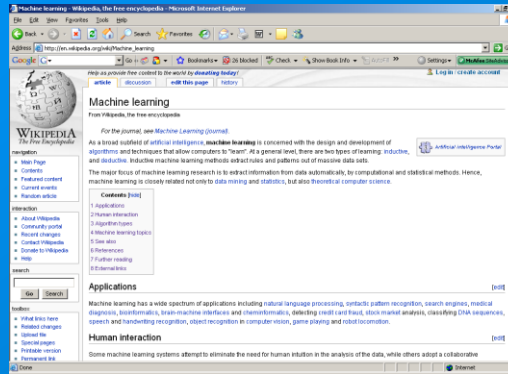 Machine learning - Wikipedia, the free encyclopedia - Microsoft Internet Explorer
File Edit View Favorites Tools Help
Back Search Favorites
Address http://en.wikipedia.org/wiki/Machine_learning Go
Google G Go Bookmarks 26 blocked Check Show Book Info Settings McAfee SiteAdvisor
Help us provide free content to the world by donating today! Log in / create account
article discussion edit this page history
Machine learning
From Wikipedia, the free encyclopedia
For the journal, see Machine Learning (journal).
As a broad subfield of artificial intelligence, machine learning is concerned with the design and development of
algorithms and techniques that allow computers to "learn". At a general level, there are two types of learning: inductive,
and deductive. Inductive machine learning methods extract rules and patterns out of massive data sets.
Artificial intelligence Portal
The major focus of machine learning research is to extract information from data automatically, by computational and statistical methods. Hence,
machine learning is closely related not only to data mining and statistics, but also theoretical computer science.
Contents [hide]
1 Applications
2 Human interaction
3 Algorithm types
4 Machine learning topics
5 See also
6 References
7 Further reading
8 External links
Applications [edit]
Machine learning has a wide spectrum of applications including natural language processing, syntactic pattern recognition, search engines, medical
diagnosis, bioinformatics, brain-machine interfaces and cheminformatics, detecting credit card fraud, stock market analysis, classifying DNA sequences,
speech and handwriting recognition, object recognition in computer vision, game playing and robot locomotion.
Human interaction [edit]
Some machine learning systems attempt to eliminate the need for human intuition in the analysis of the data, while others adopt a collaborative
WIKIPEDIA
The Free Encyclopedia
navigation
Main Page
Contents
Featured content
Current events
Random article
interaction
About Wikipedia
Community portal
Recent changes
Contact Wikipedia
Donate to Wikipedia
Help
search
Go Search
toolbox
What links here
Related changes
Upload file
Special pages
Printable version
Permanent link
Done Internet